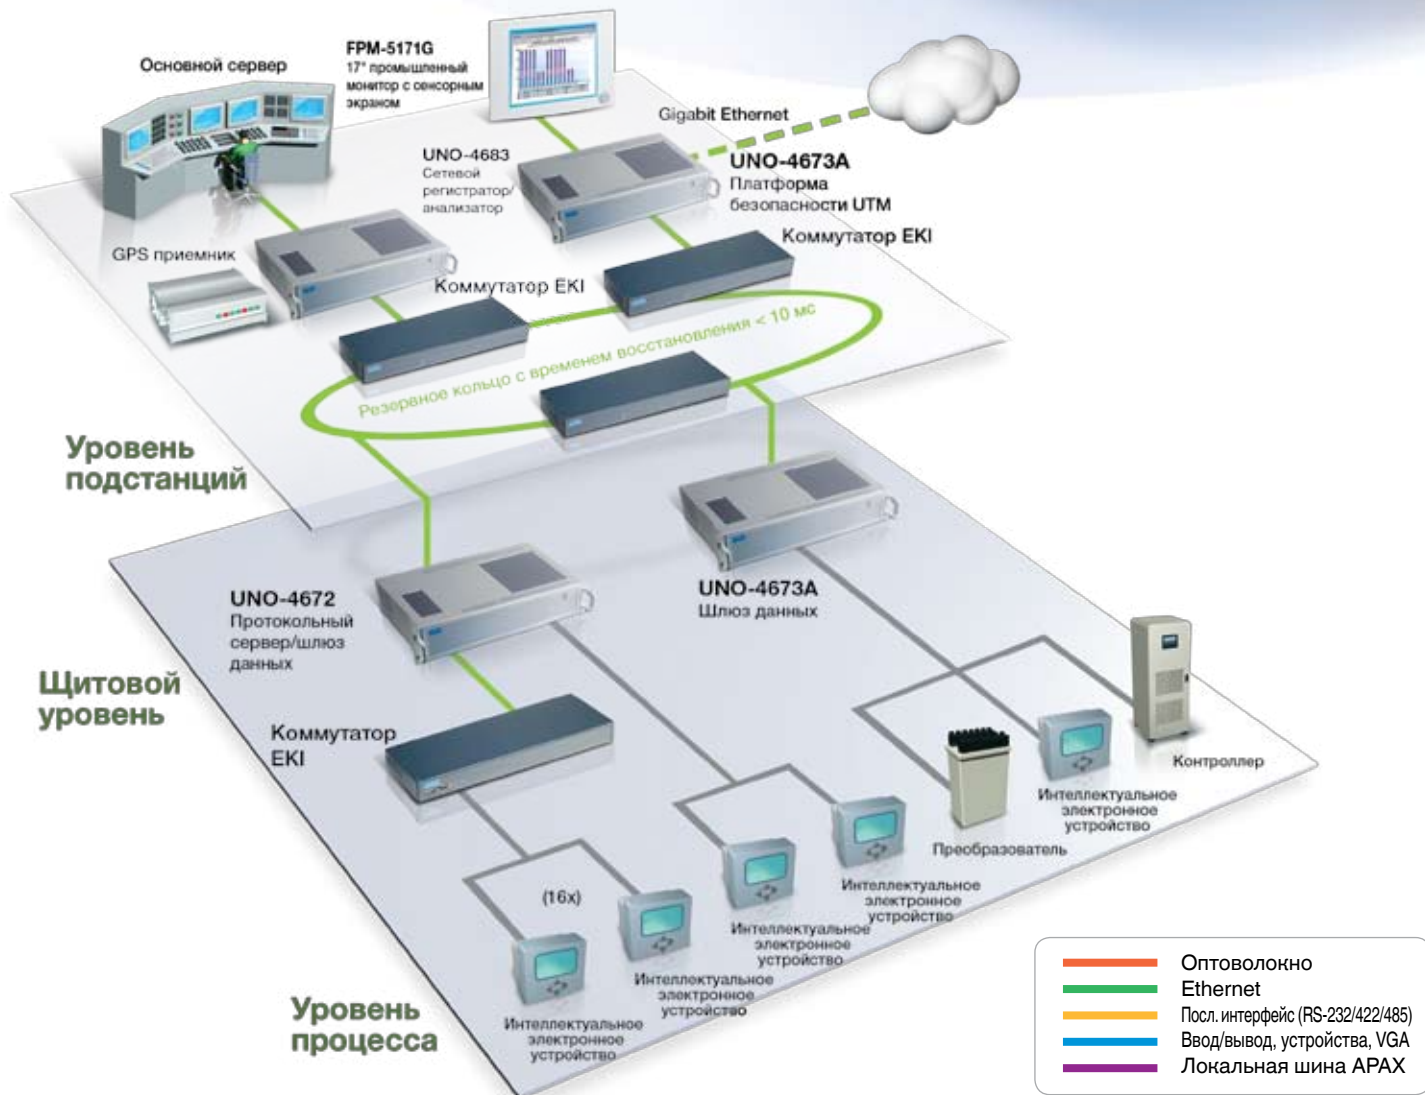 Основной сервер
FPM-5171G
17" промышленный
монитор с сенсорным
экраном
Gigabit Ethernet
UNO-4683
Сетевой
регистратор/
анализатор
UNO-4673A
Платформа
безопасности UTM
Коммутатор EKI
GPS приемник
Коммутатор EKI
Резервное кольцо с временем восстановления < 10 мс
Уровень
подстанций
UNO-4672
Протокольный
сервер/шлюз
данных
UNO-4673A
Шлюз данных
Щитовой
уровень
Коммутатор
EKI
Контроллер
Интеллектуальное
электронное
устройство
Преобразователь
Интеллектуальное
электронное
устройство
(16x)
Интеллектуальное
электронное
устройство
Интеллектуальное
электронное
устройство
Интеллектуальное
электронное
устройство
Уровень
процесса
Оптоволокно
Ethernet
Посл. интерфейс (RS-232/422/485)
Ввод/вывод, устройства, VGA
Локальная шина APAX